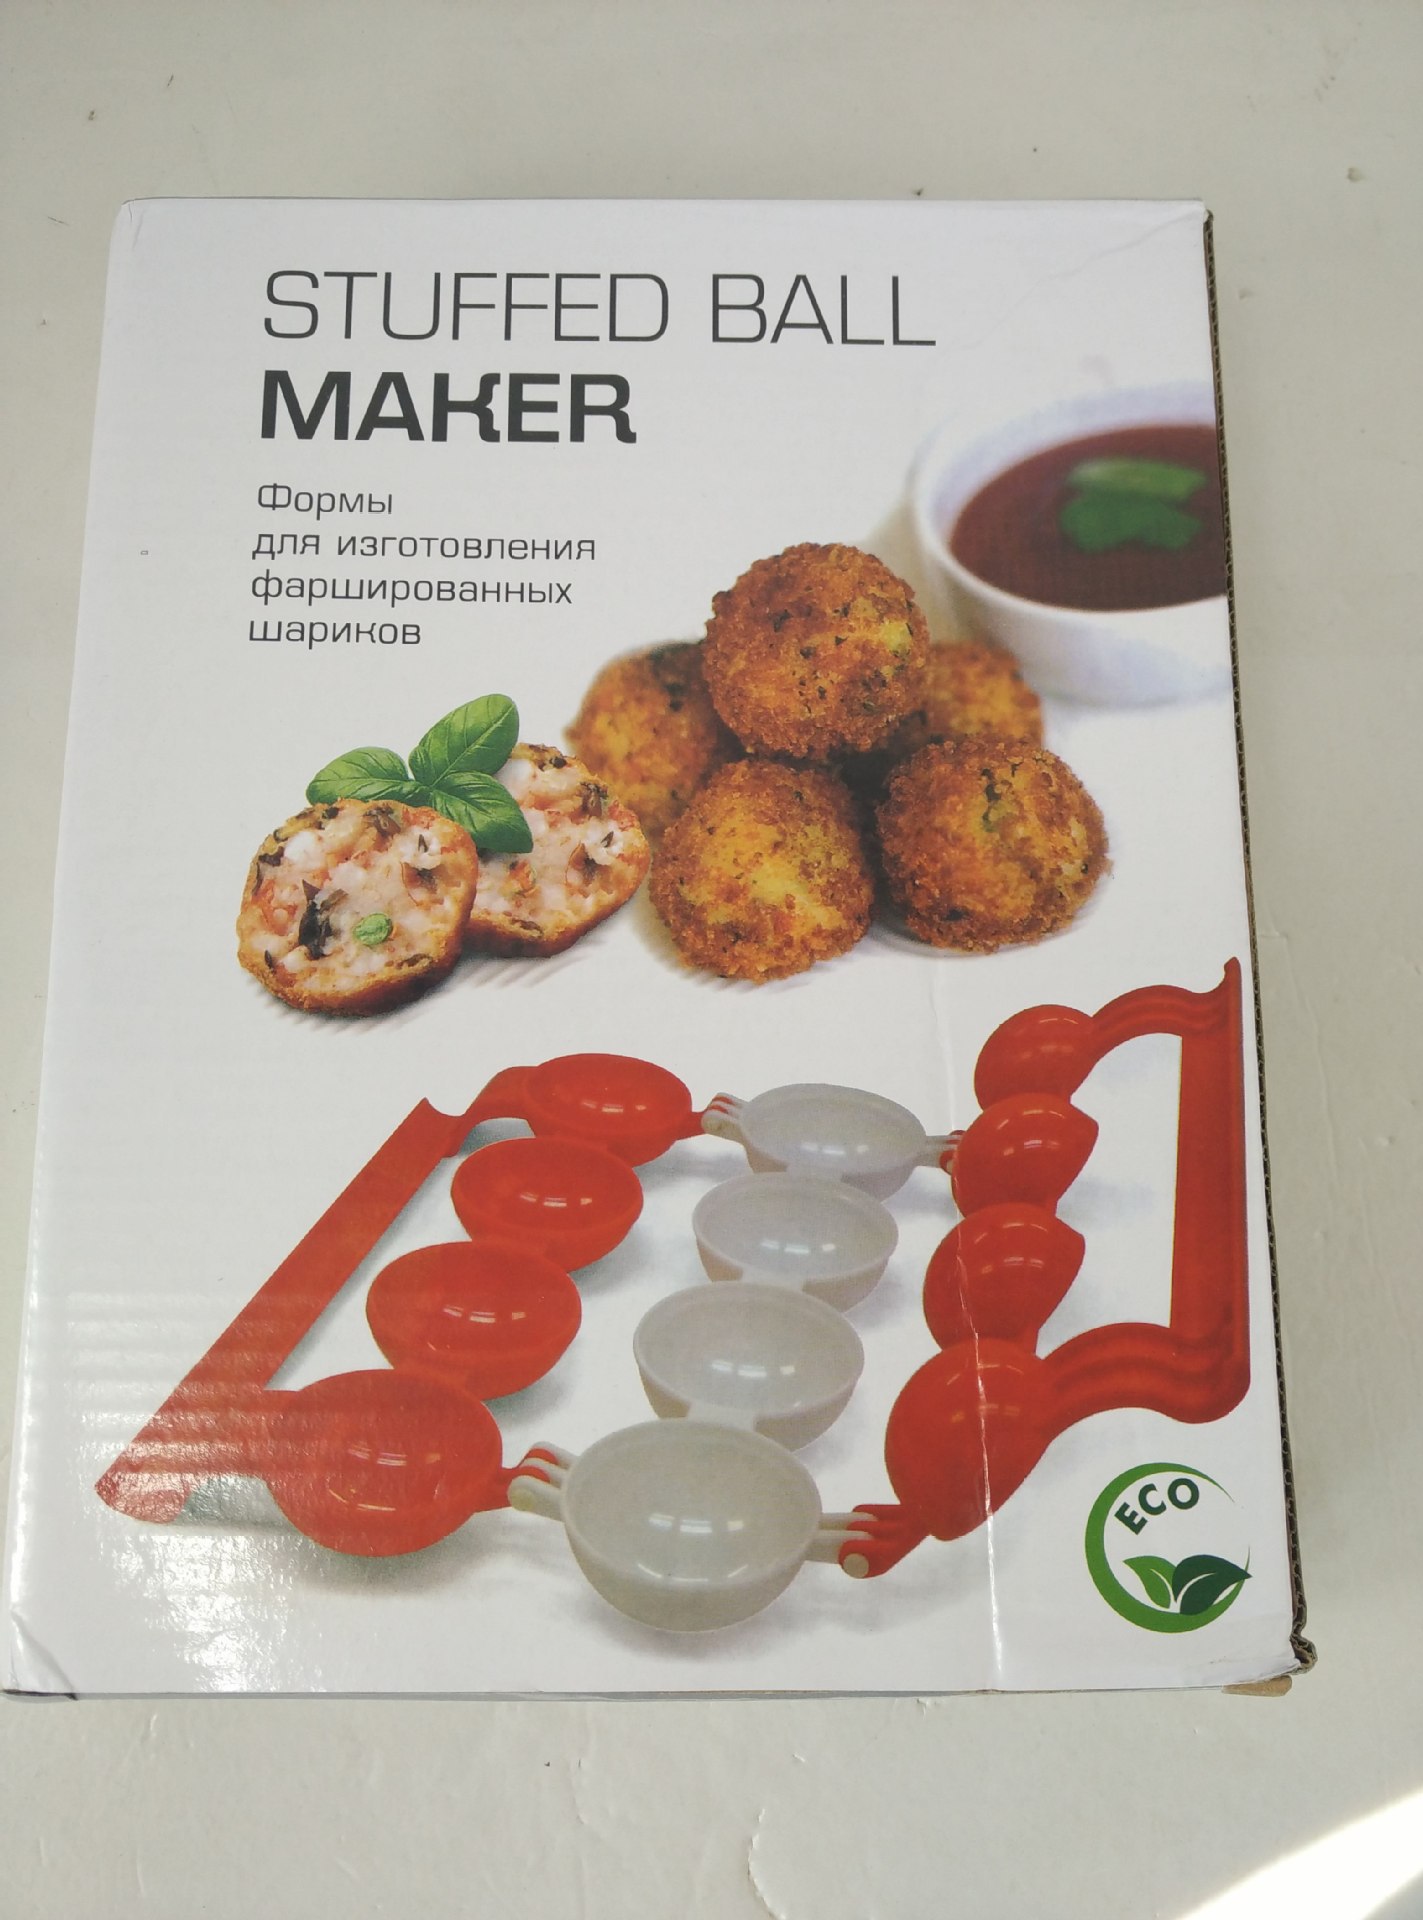 STUFFED BALL
MAKER
Формы
для изготовления
фаршированных
шариков
ECO